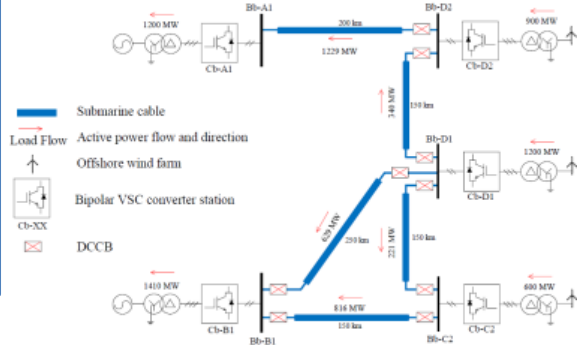 Bb-A1
Bb-D2
1200 MW
200 km
900 MW
1229 MW
Cb-A1
Cb-D2
Submarine cable
340 MW
150 km
Load Flow
Active power flow and direction
Bb-D1
Offshore wind farm
1200 MW
Bipolar VSC converter station
Cb-XX
Cb-D1
629 MW
250 km
221 MW
150 km
DCCB
1410 MW
816 MW
600 MW
150 km
Cb-B1
Cb-C2
Bb-B1
Bb-C2